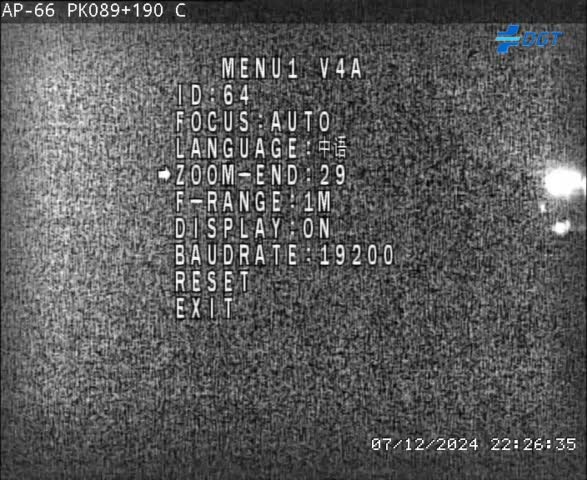 AP-66 PK089+190 C
DGT
MENU1 V4A
ID:64
FOCUS:AUTO
LANGUAGE:中语
ZOOM-END:29
F-RANGE:1M
DISPLAY:ON
BAUDRATE:19200
RESET
EXIT
07/12/2024 22:26:35